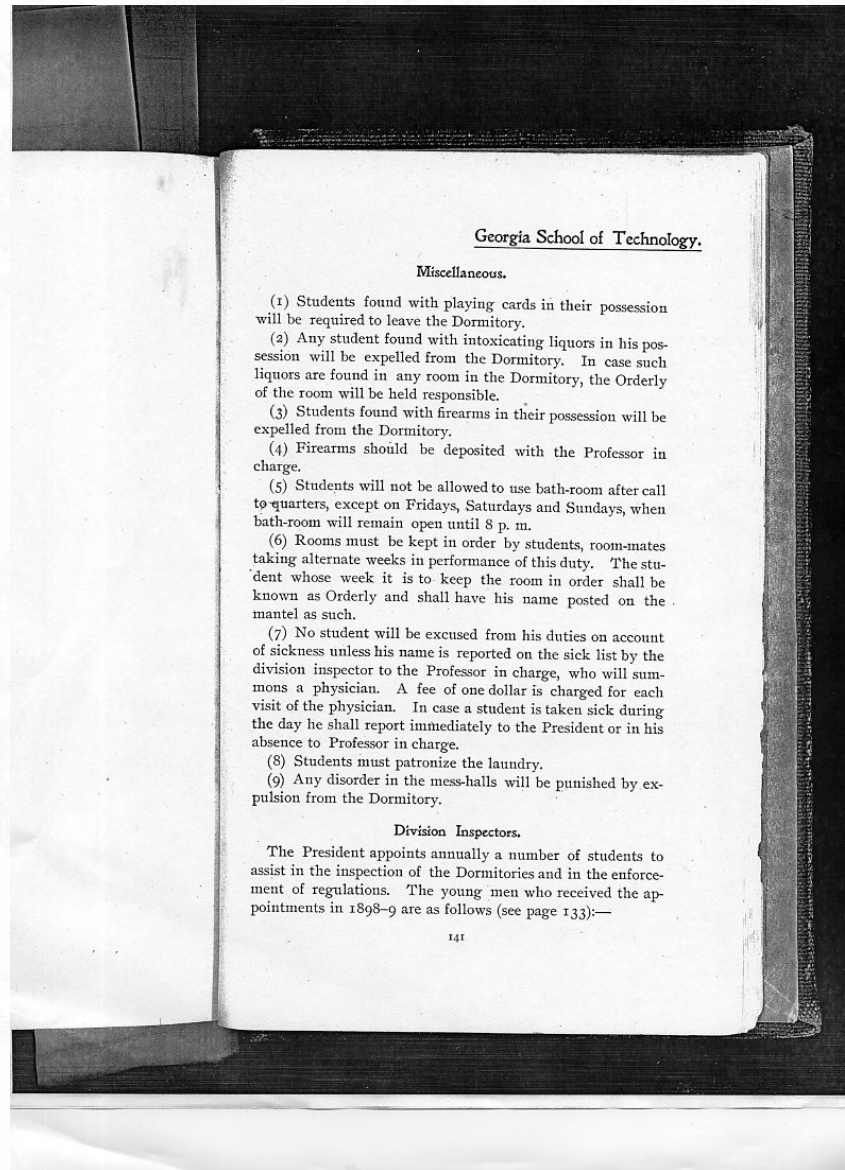 Georgia School of Technology.
Miscellaneous.
(1) Students found with playing cards in their possession
will be required to leave the Dormitory.
(2) Any student found with intoxicating liquors in his pos-
session will be expelled from the Dormitory. In case such
liquors are found in any room in the Dormitory, the Orderly
of the room will be held responsible.
(3) Students found with firearms in their possession will be
expelled from the Dormitory.
(4) Firearms should be deposited with the Professor in
charge.
(5) Students will not be allowed to use bath-room after call
to quarters, except on Fridays, Saturdays and Sundays, when
bath-room will remain open until 8 p. m.
(6) Rooms must be kept in order by students, room-mates
taking alternate weeks in performance of this duty. The stu-
dent whose week it is to keep the room in order shall be
known as Orderly and shall have his name posted on the
mantel as such.
(7) No student will be excused from his duties on account
of sickness unless his name is reported on the sick list by the
division inspector to the Professor in charge, who will sum-
mons a physician. A fee of one dollar is charged for each
visit of the physician. In case a student is taken sick during
the day he shall report immediately to the President or in his
absence to Professor in charge.
(8) Students must patronize the laundry.
(9) Any disorder in the mess-halls will be punished by ex-
pulsion from the Dormitory.
Division Inspectors.
The President appoints annually a number of students to
assist in the inspection of the Dormitories and in the enforce-
ment of regulations. The young men who received the ap-
pointments in 1898–9 are as follows (see page 133):—
141